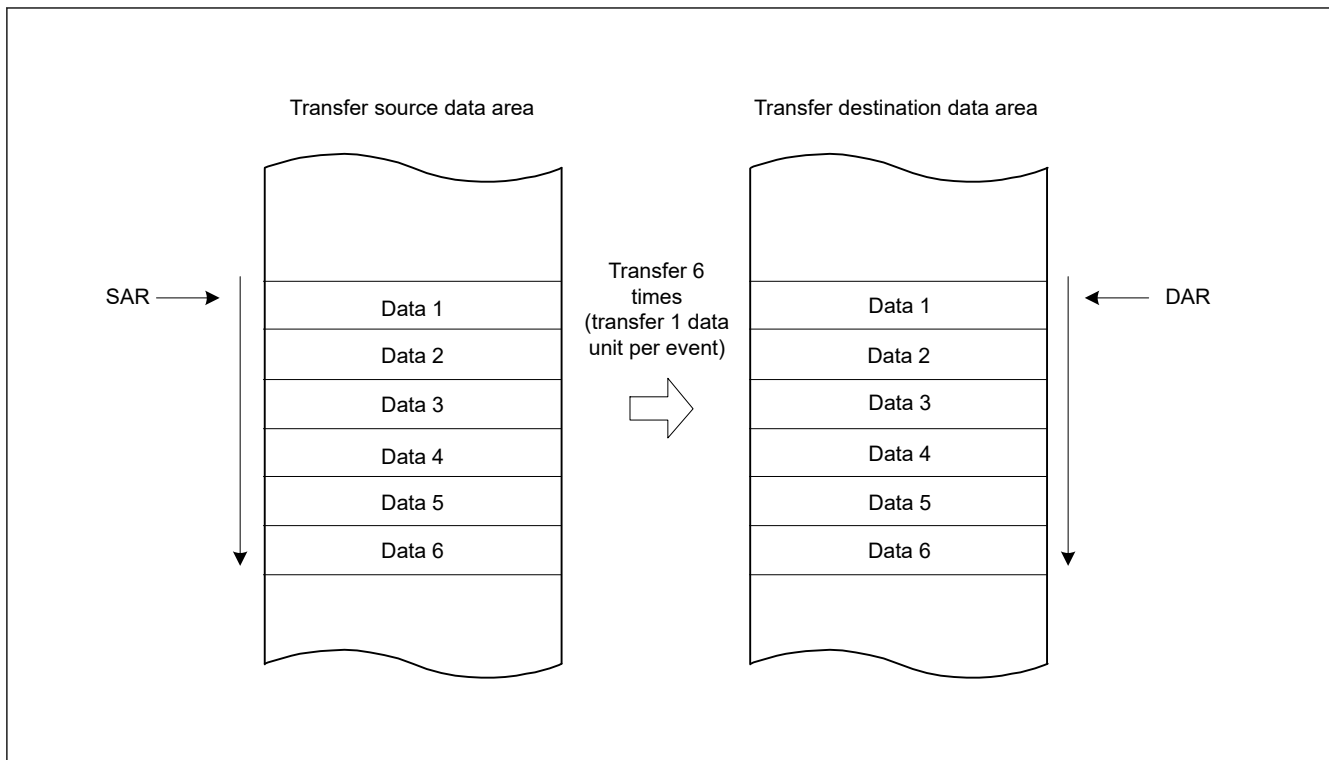 Transfer source data area
Transfer destination data area
SAR
Data 1
Data 2
Data 3
Data 4
Data 5
Data 6
Transfer 6
times
(transfer 1 data
unit per event)
Data 1
Data 2
Data 3
Data 4
Data 5
Data 6
DAR